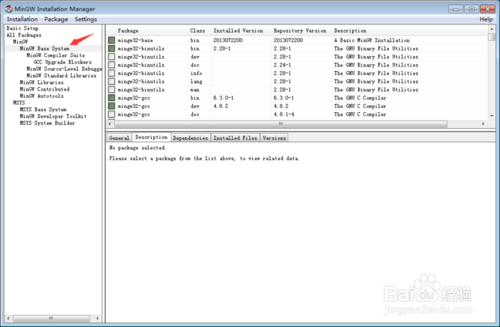 MinGW Installation Manager
Installation Package Settings Help
Basic Setup
All Packages
MinGW
MinGW Base System
MinGW Compiler Suite
GCC Upgrade Blockers
MinGW Source-Level Debugge
MinGW Standard Libraries
MinGW Libraries
MinGW Contributed
MinGW Autotools
MSYS
MSYS Base System
MinGW Developer Toolkit
MSYS System Builder
Package Class Installed Version Repository Version Description
mingw32-base bin 2013072200 2013072200 A Basic MinGW Installation
mingw32-binutils bin 2.28-1 2.28-1 The GNU Binary File Utilities
mingw32-binutils dev 2.28-1 The GNU Binary File Utilities
mingw32-binutils doc 2.24-1 The GNU Binary File Utilities
mingw32-binutils info 2.28-1 The GNU Binary File Utilities
mingw32-binutils lang 2.28-1 The GNU Binary File Utilities
mingw32-binutils man 2.28-1 The GNU Binary File Utilities
mingw32-gcc bin 6.3.0-1 6.3.0-1 The GNU C Compiler
mingw32-gcc dev 4.8.2 4.8.2 The GNU C Compiler
mingw32-gcc doc 4.8.1-4 The GNU C Compiler
General Description Dependencies Installed Files Versions
No package selected.
Please select a package from the list above, to view related data.
Baidu 经验
jingyan.baidu.com